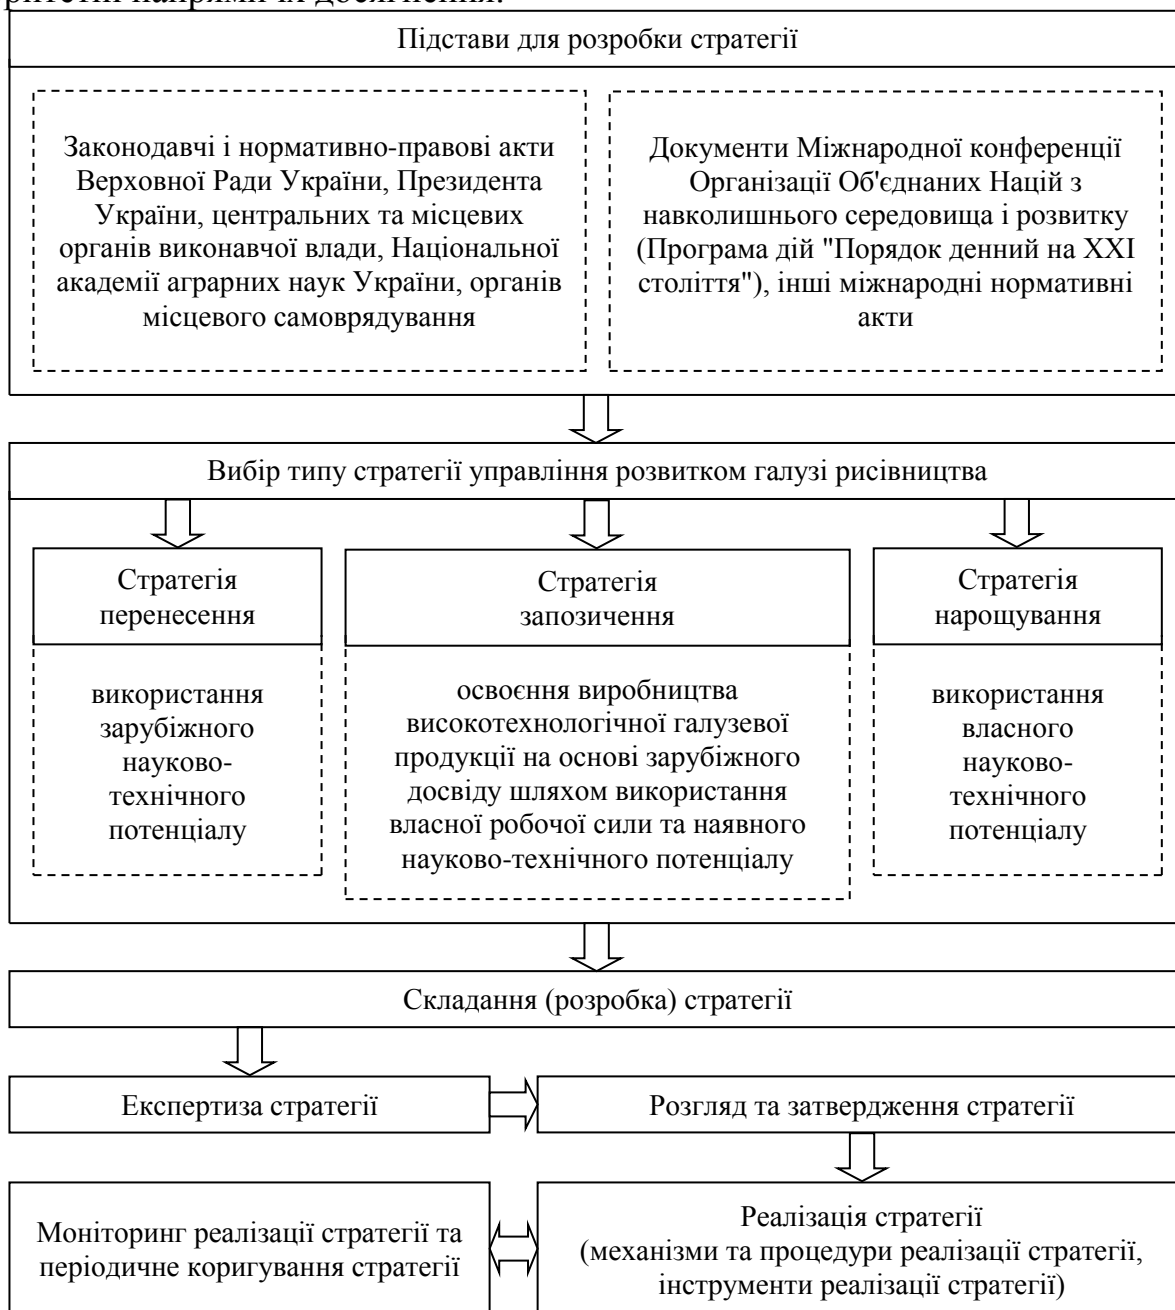 напрями їх досягнення.
Підстави для розробки стратегії
Законодавчі і нормативно-правові акти
Верховної Ради України, Президента
України, центральних та місцевих
органів виконавчої влади, Національної
академії аграрних наук України, органів
місцевого самоврядування
Документи Міжнародної конференції
Організації Об'єднаних Націй з
навколишнього середовища і розвитку
(Програма дій "Порядок денний на XXI
століття"), інші міжнародні нормативні
акти
Вибір типу стратегії управління розвитком галузі рисівництва
Стратегія
перенесення
використання
зарубіжного
науково-
технічного
потенціалу
Стратегія
запозичення
освоєння виробництва
високотехнологічної галузевої
продукції на основі зарубіжного
досвіду шляхом використання
власної робочої сили та наявного
науково-технічного потенціалу
Стратегія
нарощування
використання
власного
науково-
технічного
потенціалу
Складання (розробка) стратегії
Експертиза стратегії
Розгляд та затвердження стратегії
Моніторинг реалізації стратегії та
періодичне коригування стратегії
Реалізація стратегії
(механізми та процедури реалізації стратегії,
інструменти реалізації стратегії)